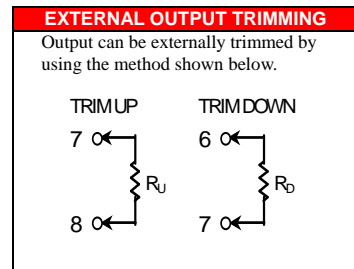 EXTERNAL OUTPUT TRIMMING
Output can be externally trimmed by
using the method shown below.
TRIM UP TRIM DOWN
7 6
RU RD
8 7